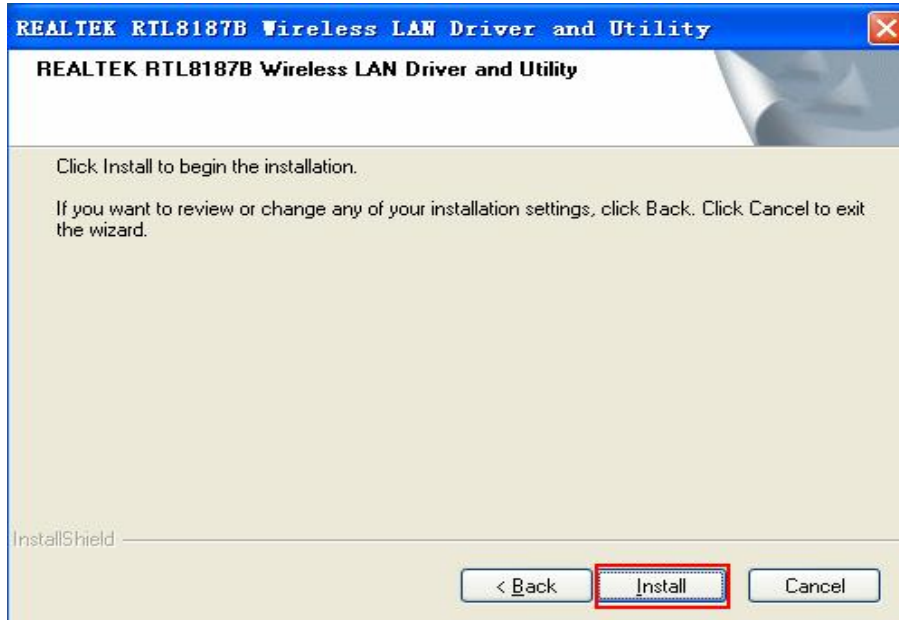 REALTEK RTL8187B Wireless LAN Driver and Utility
REALTEK RTL8187B Wireless LAN Driver and Utility
Click Install to begin the installation.
If you want to review or change any of your installation settings, click Back. Click Cancel to exit
the wizard.
InstallShield
< Back
Install
Cancel